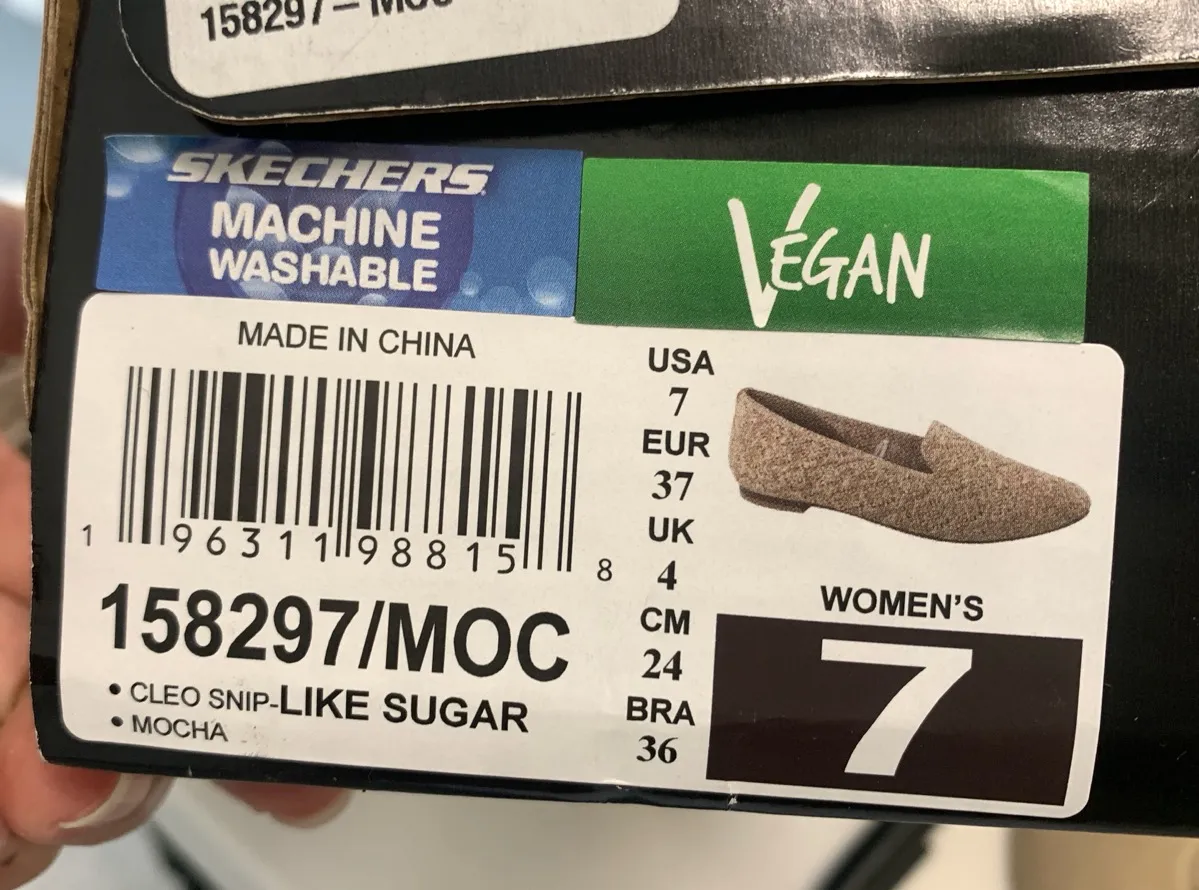 158297-MOC
SKECHERS
MACHINE
WASHABLE
VEGAN
MADE IN CHINA
1 96311 98815 8
158297/MOC
• CLEO SNIP-LIKE SUGAR
• MOCHA
USA
7
EUR
37
UK
4
CM
24
BRA
36
WOMEN'S
7